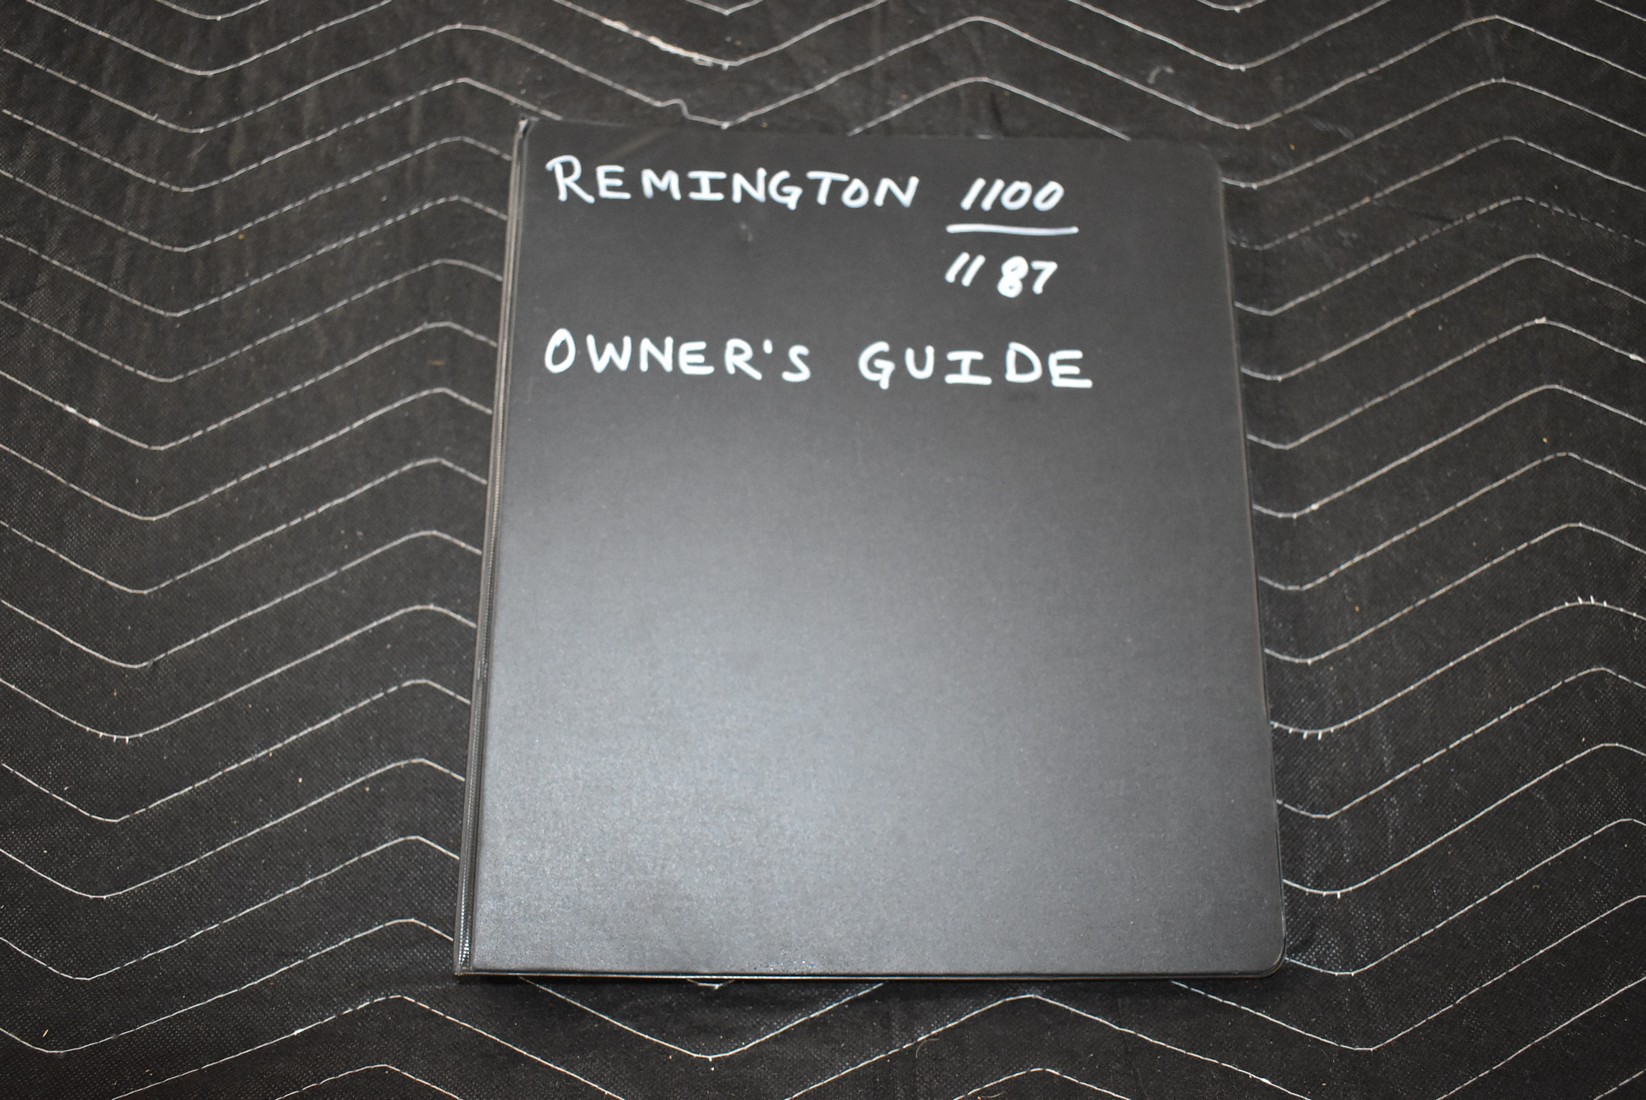 REMINGTON 1100
1187
OWNER'S GUIDE